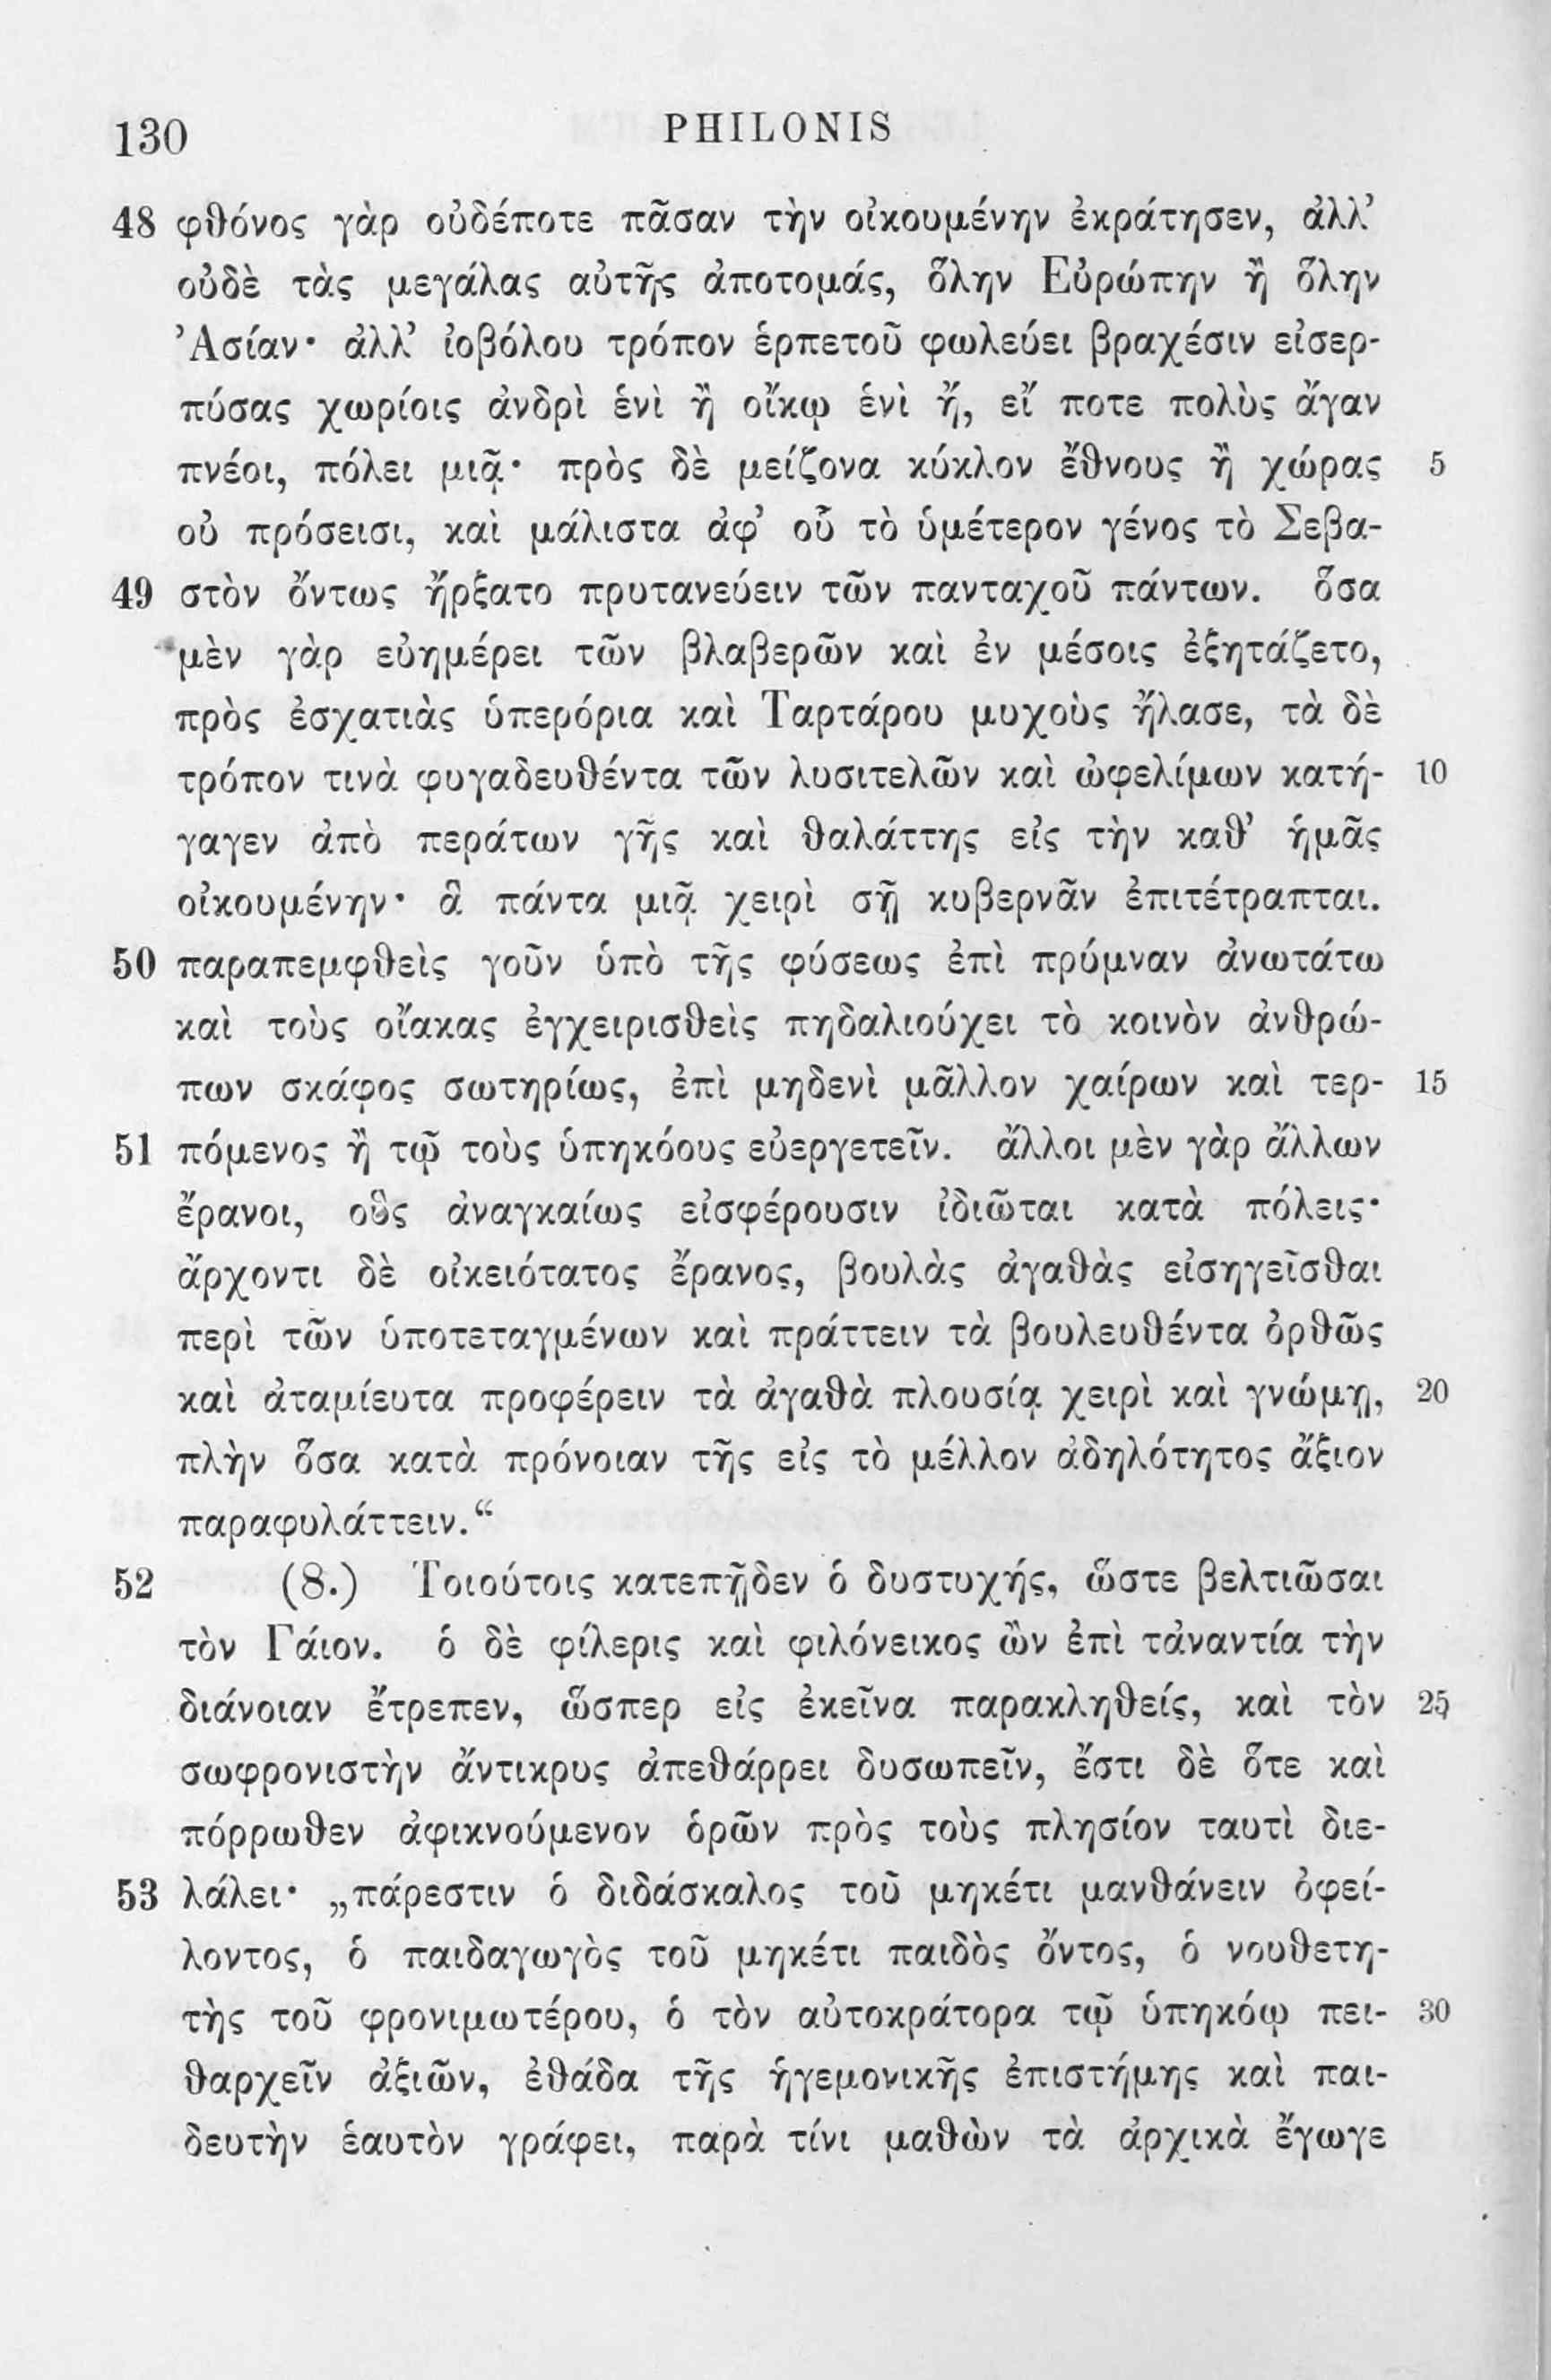 130 PHILONIS
48 φθόνος γὰρ οὐδέποτε πᾶσαν τὴν οἰκουμένην ἐκράτησεν, ἀλλ’
οὐδὲ τὰς μεγάλας αὐτῆς ἀποτομάς, ὅλην Εὐρώπην ἢ ὅλην
Ἀσίαν· ἀλλ’ ἰοβόλου τρόπον ἑρπετοῦ φωλεύει βραχέσιν εἰσερ-
πύσας χωρίοις ἀνδρὶ ἑνὶ ἢ οἴκῳ ἑνὶ ἤ, εἴ ποτε πολὺς ἄγαν
πνέοι, πόλει μιᾷ· πρὸς δὲ μείζονα κύκλον ἔθνους ἢ χώρας 5
οὐ πρόσεισι, καὶ μάλιστα ἀφ’ οὗ τὸ ὑμέτερον γένος τὸ Σεβα-
49 στὸν ὄντως ἤρξατο πρυτανεύειν τῶν πανταχοῦ πάντων. ὅσα
μὲν γὰρ εὐημέρει τῶν βλαβερῶν καὶ ἐν μέσοις ἐξητάζετο,
πρὸς ἐσχατιὰς ὑπερόρια καὶ Ταρτάρου μυχοὺς ἤλασε, τὰ δὲ
τρόπον τινὰ φυγαδευθέντα τῶν λυσιτελῶν καὶ ὠφελίμων κατή- 10
γαγεν ἀπὸ περάτων γῆς καὶ θαλάττης εἰς τὴν καθ’ ἡμᾶς
οἰκουμένην· ἃ πάντα μιᾷ χειρὶ σῇ κυβερνᾶν ἐπιτέτραπται.
50 παραπεμφθεὶς γοῦν ὑπὸ τῆς φύσεως ἐπὶ πρύμναν ἀνωτάτω
καὶ τοὺς οἴακας ἐγχειρισθεὶς πηδαλιούχει τὸ κοινὸν ἀνθρώ-
πων σκάφος σωτηρίως, ἐπὶ μηδενὶ μᾶλλον χαίρων καὶ τερ- 15
51 πόμενος ἢ τῷ τοὺς ὑπηκόους εὐεργετεῖν. ἄλλοι μὲν γὰρ ἄλλων
ἔρανοι, οὓς ἀναγκαίως εἰσφέρουσιν ἰδιῶται κατὰ πόλεις·
ἄρχοντι δὲ οἰκειότατος ἔρανος, βουλὰς ἀγαθὰς εἰσηγεῖσθαι
περὶ τῶν ὑποτεταγμένων καὶ πράττειν τὰ βουλευθέντα ὀρθῶς
καὶ ἀταμίευτα προφέρειν τὰ ἀγαθὰ πλουσίᾳ χειρὶ καὶ γνώμῃ, 20
πλὴν ὅσα κατὰ πρόνοιαν τῆς εἰς τὸ μέλλον ἀδηλότητος ἄξιον
παραφυλάττειν.“
52 (8.) Τοιούτοις κατεπῇδεν ὁ δυστυχής, ὥστε βελτιῶσαι
τὸν Γάιον. ὁ δὲ φίλερις καὶ φιλόνεικος ὢν ἐπὶ τἀναντία τὴν
διάνοιαν ἔτρεπεν, ὥσπερ εἰς ἐκεῖνα παρακληθείς, καὶ τὸν 25
σωφρονιστὴν ἄντικρυς ἀπεθάρρει δυσωπεῖν, ἔστι δὲ ὅτε καὶ
πόρρωθεν ἀφικνούμενον ὁρῶν πρὸς τοὺς πλησίον ταυτὶ διε-
53 λάλει· „πάρεστιν ὁ διδάσκαλος τοῦ μηκέτι μανθάνειν ὀφεί-
λοντος, ὁ παιδαγωγὸς τοῦ μηκέτι παιδὸς ὄντος, ὁ νουθετη-
τὴς τοῦ φρονιμωτέρου, ὁ τὸν αὐτοκράτορα τῷ ὑπηκόῳ πει- 30
θαρχεῖν ἀξιῶν, ἐθάδα τῆς ἡγεμονικῆς ἐπιστήμης καὶ παι-
δευτὴν ἑαυτὸν γράφει, παρὰ τίνι μαθὼν τὰ ἀρχικὰ ἔγωγε